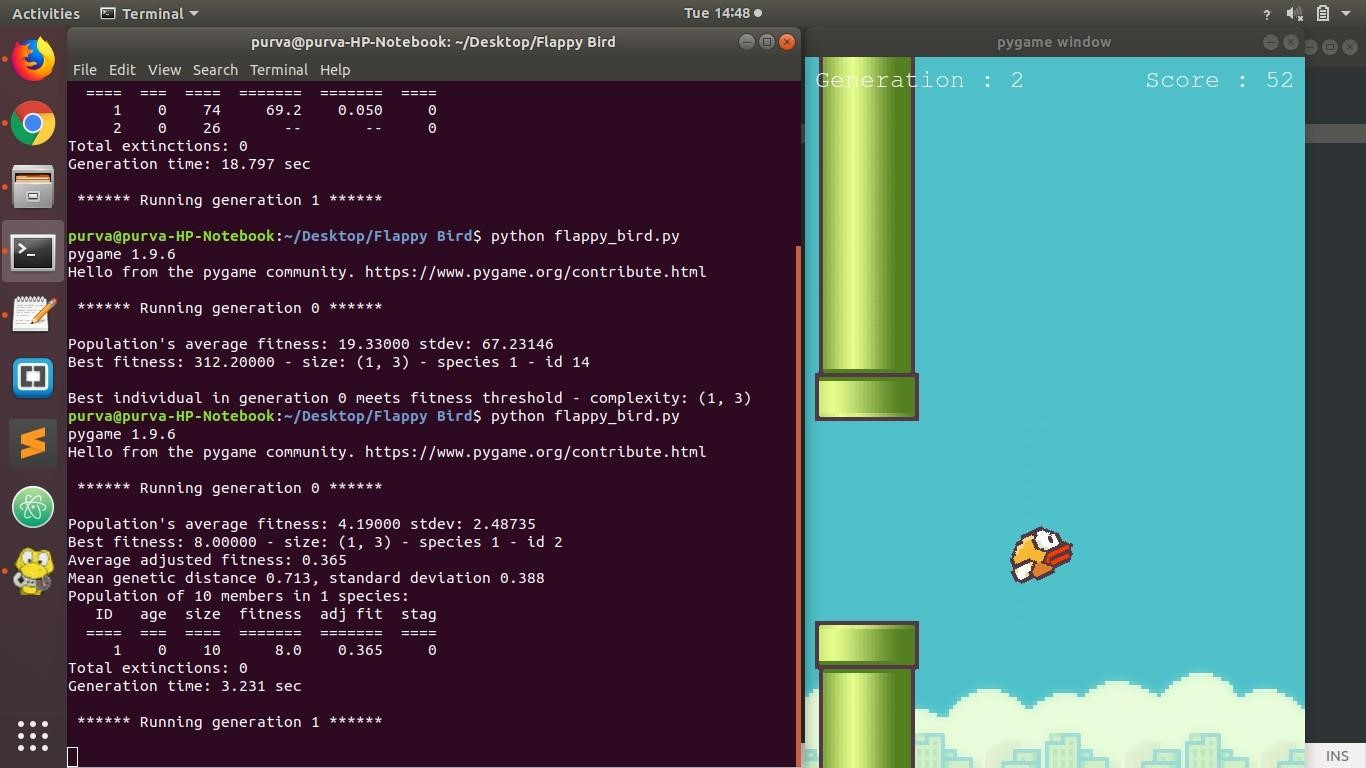 Activities Terminal Tue 14:48 ?
purva@purva-HP-Notebook: ~/Desktop/Flappy Bird
File Edit View Search Terminal Help
==== === ==== ======= ======= ====
1 0 74 69.2 0.050 0
2 0 26 -- -- 0
Total extinctions: 0
Generation time: 18.797 sec
****** Running generation 1 ******
purva@purva-HP-Notebook:~/Desktop/Flappy Bird$ python flappy_bird.py
pygame 1.9.6
Hello from the pygame community. https://www.pygame.org/contribute.html
****** Running generation 0 ******
Population's average fitness: 19.33000 stdev: 67.23146
Best fitness: 312.20000 - size: (1, 3) - species 1 - id 14
Best individual in generation 0 meets fitness threshold - complexity: (1, 3)
purva@purva-HP-Notebook:~/Desktop/Flappy Bird$ python flappy_bird.py
pygame 1.9.6
Hello from the pygame community. https://www.pygame.org/contribute.html
****** Running generation 0 ******
Population's average fitness: 4.19000 stdev: 2.48735
Best fitness: 8.00000 - size: (1, 3) - species 1 - id 2
Average adjusted fitness: 0.365
Mean genetic distance 0.713, standard deviation 0.388
Population of 10 members in 1 species:
ID age size fitness adj fit stag
==== === ==== ======= ======= ====
1 0 10 8.0 0.365 0
Total extinctions: 0
Generation time: 3.231 sec
****** Running generation 1 ******
pygame window
Generation : 2 Score : 52
INS